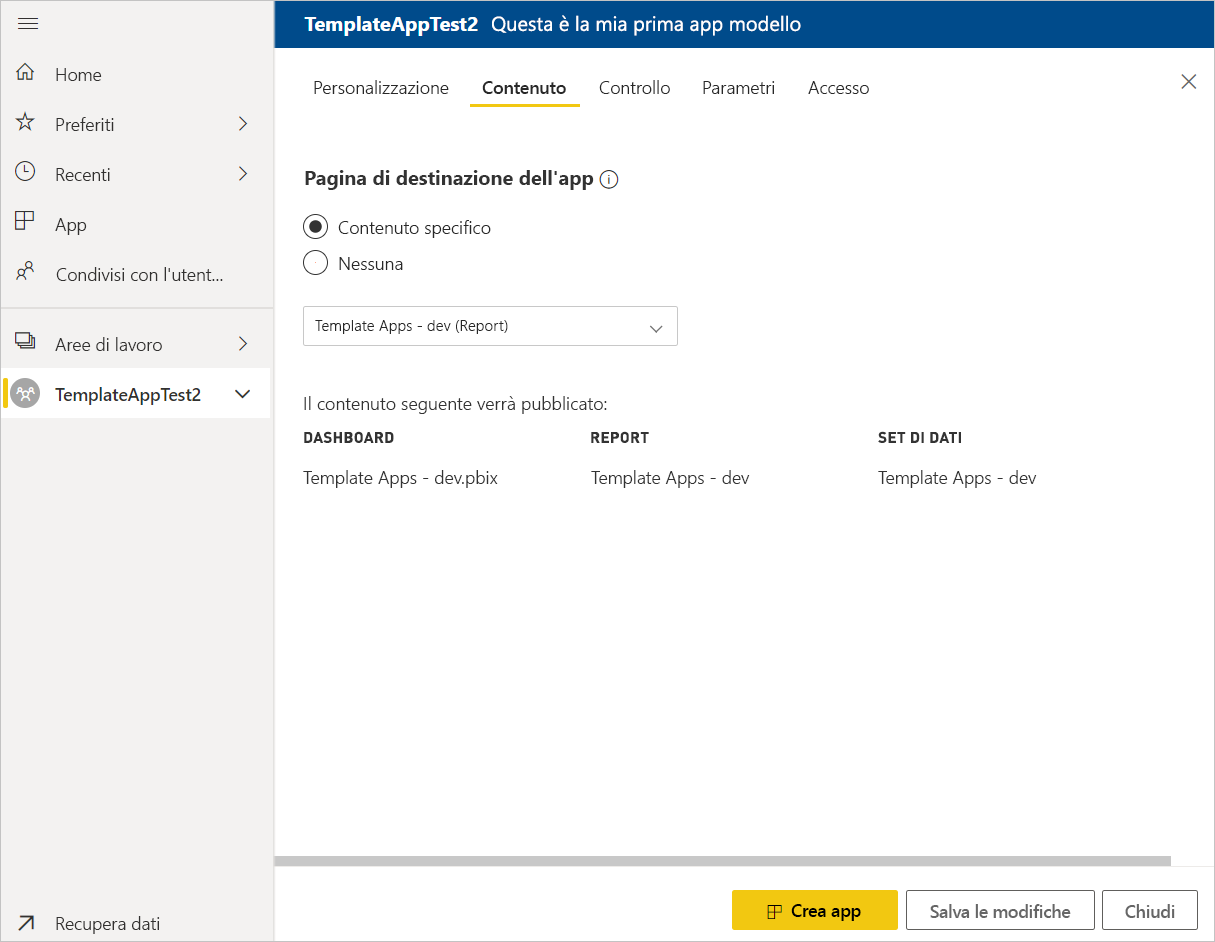 TemplateAppTest2 Questa è la mia prima app modello
Home
Preferiti
Recenti
App
Condivisi con l'utent...
Aree di lavoro
TemplateAppTest2
Recupera dati
Personalizzazione Contenuto Controllo Parametri Accesso
Pagina di destinazione dell'app
Contenuto specifico
Nessuna
Template Apps - dev (Report)
Il contenuto seguente verrà pubblicato:
DASHBOARD REPORT SET DI DATI
Template Apps - dev.pbix Template Apps - dev Template Apps - dev
Crea app Salva le modifiche Chiudi